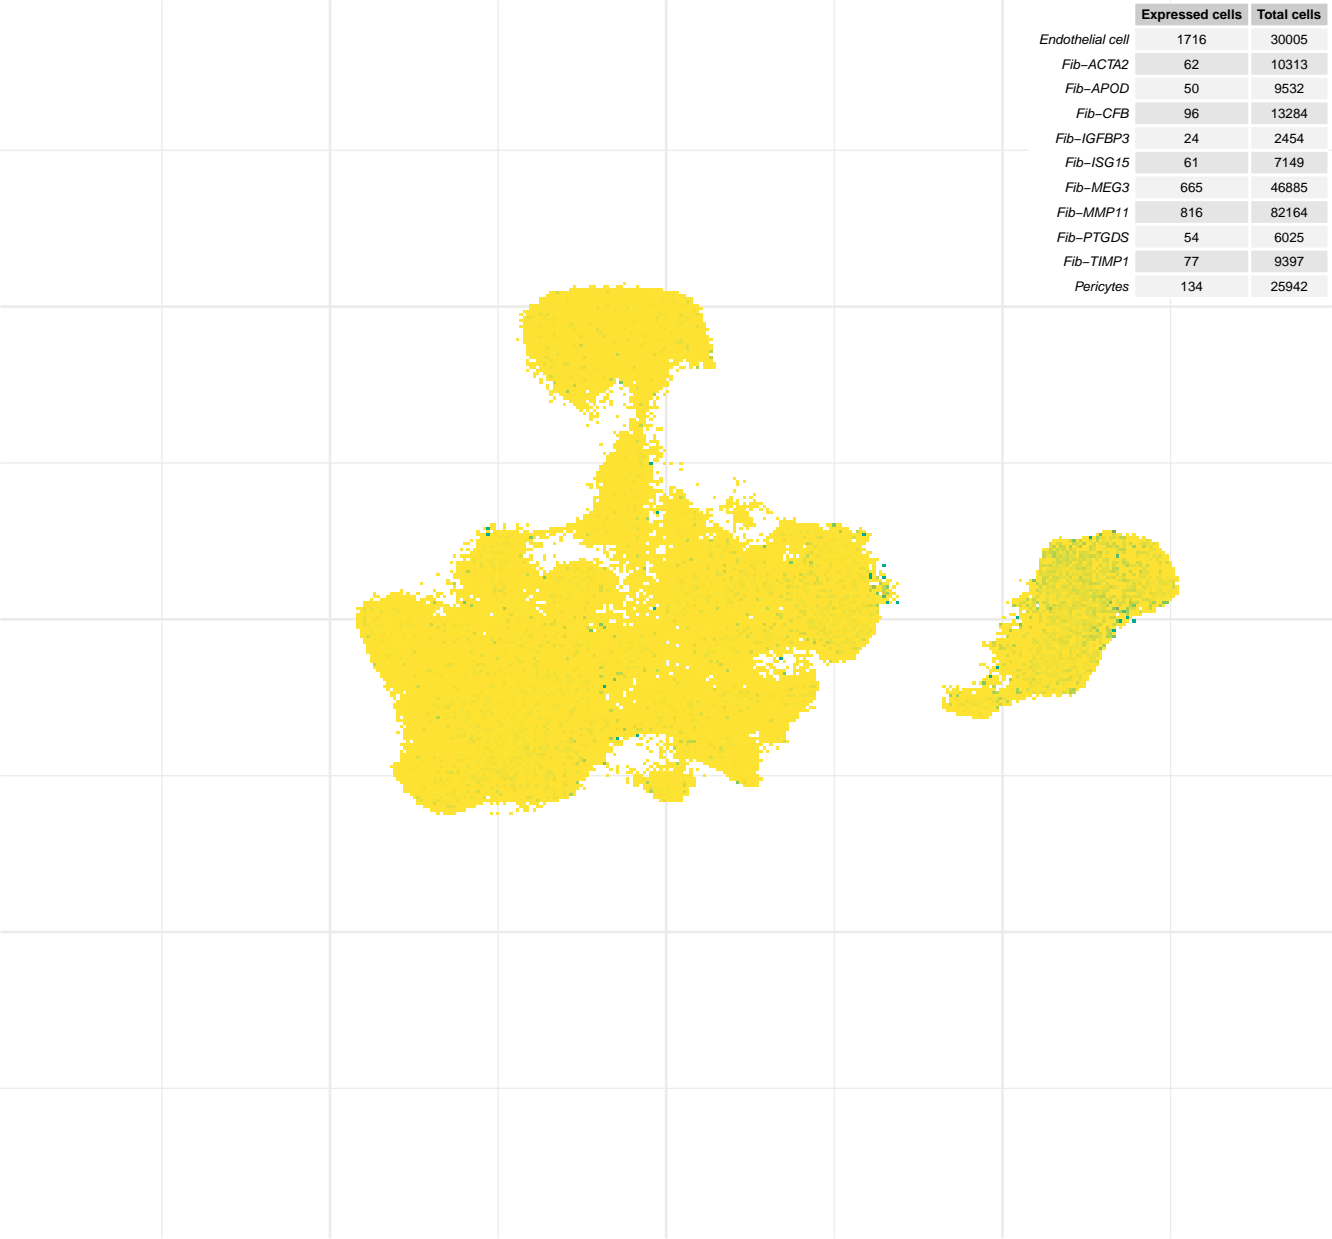 Expressed cells Total cells
Endothelial cell 1716 30005
Fib−ACTA2 62 10313
Fib−APOD 50 9532
Fib−CFB 96 13284
Fib−IGFBP3 24 2454
Fib−ISG15 61 7149
Fib−MEG3 665 46885
Fib−MMP11 816 82164
Fib−PTGDS 54 6025
Fib−TIMP1 77 9397
Pericytes 134 25942